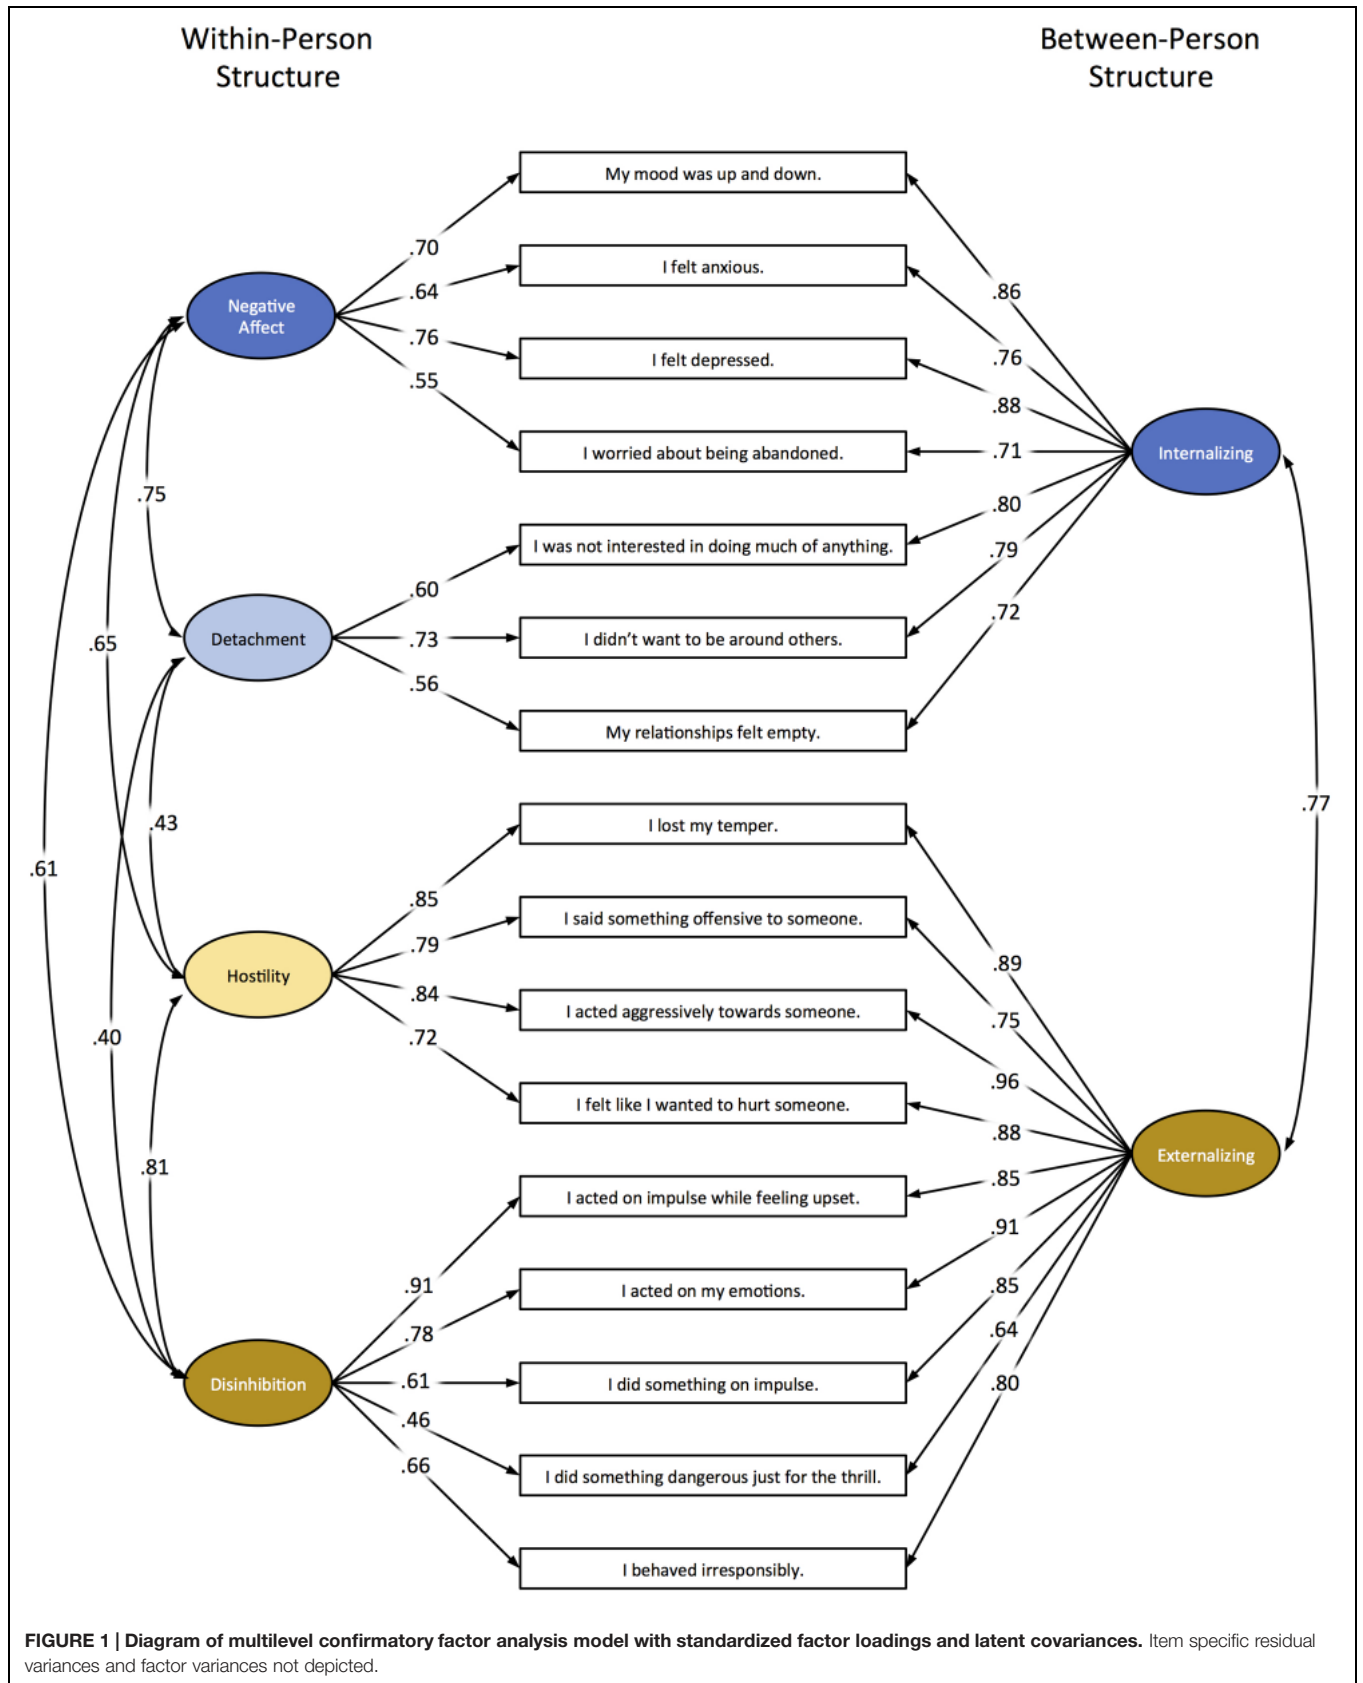 Within-Person
Structure
Between-Person
Structure
My mood was up and down.
.70
.86
I felt anxious.
.64
.76
Negative
Affect
I felt depressed.
.76
.88
.55
I worried about being abandoned.
.71
Internalizing
.75
.80
I was not interested in doing much of anything.
.79
.60
Detachment
.73
I didn't want to be around others.
.72
.65
.56
My relationships felt empty.
.77
.43
I lost my temper.
.61
.85
I said something offensive to someone.
.79
.89
Hostility
.84
I acted aggressively towards someone.
.75
.40
.72
.96
I felt like I wanted to hurt someone.
.88
.81
Externalizing
.85
I acted on impulse while feeling upset.
.91
.91
I acted on my emotions.
.85
.78
.64
Disinhibition
.61
I did something on impulse.
.80
.46
.66
I did something dangerous just for the thrill.
I behaved irresponsibly.
FIGURE 1 | Diagram of multilevel confirmatory factor analysis model with standardized factor loadings and latent covariances. Item specific residual
variances and factor variances not depicted.